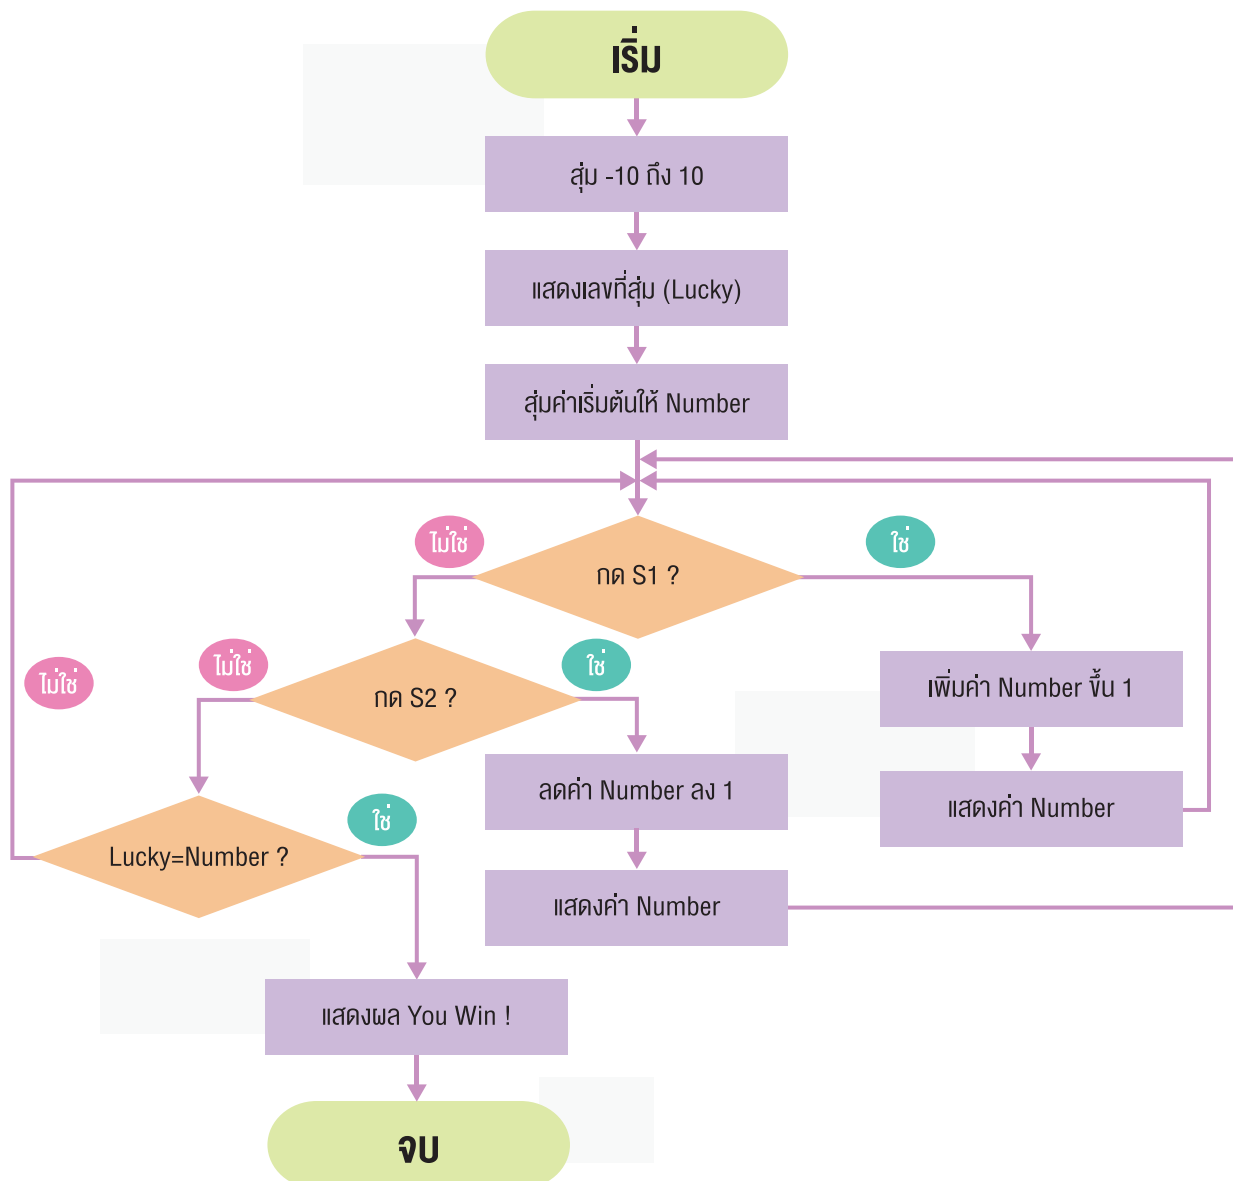 เริ่ม
สุ่ม -10 ถึง 10
แสดงเลขที่สุ่ม (Lucky)
สุ่มค่าเริ่มต้นให้ Number
ไม่ใช่
ใช่
กด S1 ?
ไม่ใช่
ไม่ใช่
ใช่
กด S2 ?
เพิ่มค่า Number ขึ้น 1
ลดค่า Number ลง 1
แสดงค่า Number
ใช่
Lucky=Number ?
แสดงค่า Number
แสดงผล You Win !
จบ